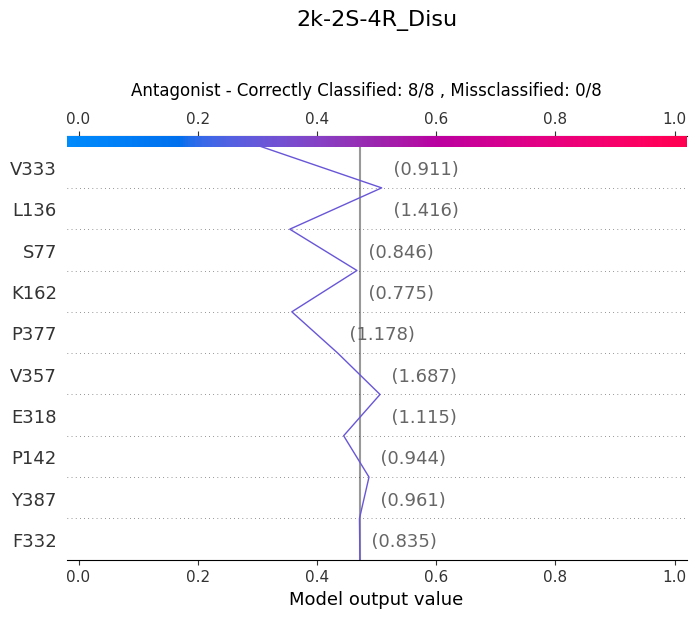 2k-2S-4R_Disu
Antagonist - Correctly Classified: 8/8 , Missclassified: 0/8
0.0 0.2 0.4 0.6 0.8 1.0
V333 (0.911)
L136 (1.416)
S77 (0.846)
K162 (0.775)
P377 (1.178)
V357 (1.687)
E318 (1.115)
P142 (0.944)
Y387 (0.961)
F332 (0.835)
0.0 0.2 0.4 0.6 0.8 1.0
Model output value